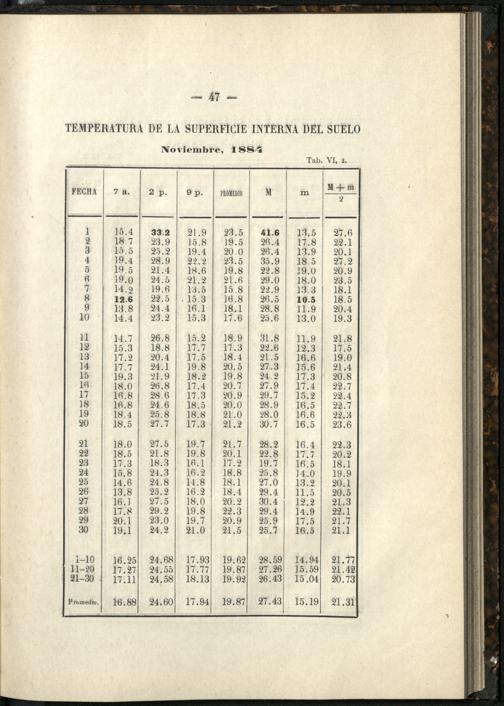 — 47 —
TEMPERATURA DE LA SUPERFICIE INTERNA DEL SUELO
Noviembre, 1884
Tab. VI, 2.
FECHA 7 a. 2 p. 9 p. PROMEDIO M m M + m / 2
1 15.4 33.2 21.9 23.5 41.6 13.5 27.6
2 18.7 23.9 15.8 19.5 26.4 17.8 22.1
3 15.5 25.2 19.4 20.0 26.4 13.9 20.1
4 19.4 28.9 22.2 23.5 35.9 18.5 27.2
5 19.5 21.4 18.6 19.8 22.8 19.0 20.9
6 19.0 24.5 21.2 21.6 29.0 18.0 23.5
7 14.2 19.6 13.5 15.8 22.9 13.3 18.1
8 12.6 22.5 15.3 16.8 26.5 10.5 18.5
9 13.8 24.4 16.1 18.1 28.8 11.9 20.4
10 14.4 23.2 15.3 17.6 25.6 13.0 19.3
11 14.7 26.8 15.2 18.9 31.8 11.9 21.8
12 15.3 18.8 17.7 17.3 22.6 12.3 17.5
13 17.2 20.4 17.5 18.4 21.5 16.6 19.0
14 17.7 24.1 19.8 20.5 27.3 15.6 21.4
15 19.3 21.9 18.2 19.8 24.2 17.3 20.8
16 18.0 26.8 17.4 20.7 27.9 17.4 22.7
17 16.8 28.6 17.3 20.9 29.7 15.2 22.4
18 16.8 24.6 18.5 20.0 28.9 16.5 22.7
19 18.4 25.8 18.8 21.0 28.0 16.6 22.3
20 18.5 27.7 17.3 21.2 30.7 16.5 23.6
21 18.0 27.5 19.7 21.7 28.2 16.4 22.3
22 18.5 21.8 19.8 20.1 22.8 17.7 20.2
23 17.3 18.3 16.1 17.2 19.7 16.5 18.1
24 15.8 24.3 16.2 18.8 25.8 14.0 19.9
25 14.6 24.8 14.8 18.1 27.0 13.2 20.1
26 13.8 25.2 16.2 18.4 29.4 11.5 20.5
27 16.1 27.5 18.0 20.2 30.4 12.2 21.3
28 17.8 29.2 19.8 22.3 29.4 14.9 22.1
29 20.1 23.0 19.7 20.9 25.9 17.5 21.7
30 19.1 24.2 21.0 21.5 25.7 16.5 21.1
1-10 16.25 24.68 17.93 19.62 28.59 14.94 21.77
11-20 17.27 24.55 17.77 19.87 27.26 15.59 21.42
21-30 17.11 24.58 18.13 19.92 26.43 15.04 20.73
Promedio. 16.88 24.60 17.94 19.87 27.43 15.19 21.31